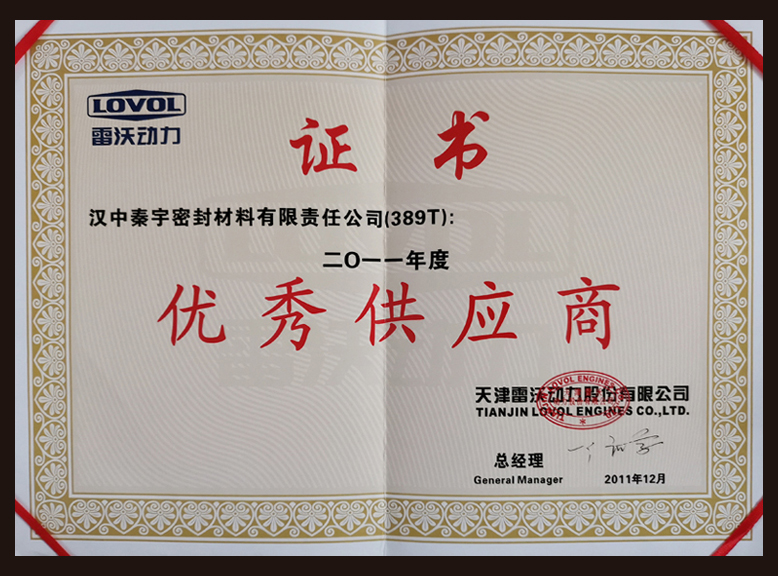 LOVOL
雷沃动力
证书
汉中秦宇密封材料有限责任公司(389T):
二〇一一年度
优秀供应商
天津雷沃动力股份有限公司
TIANJIN LOVOL ENGINES CO.,LTD.
总经理
General Manager
2011年12月